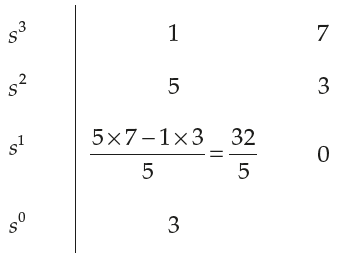 s³ 1 7
s² 5 3
s¹ (5×7−1×3)/5 = 32/5 0
s⁰ 3